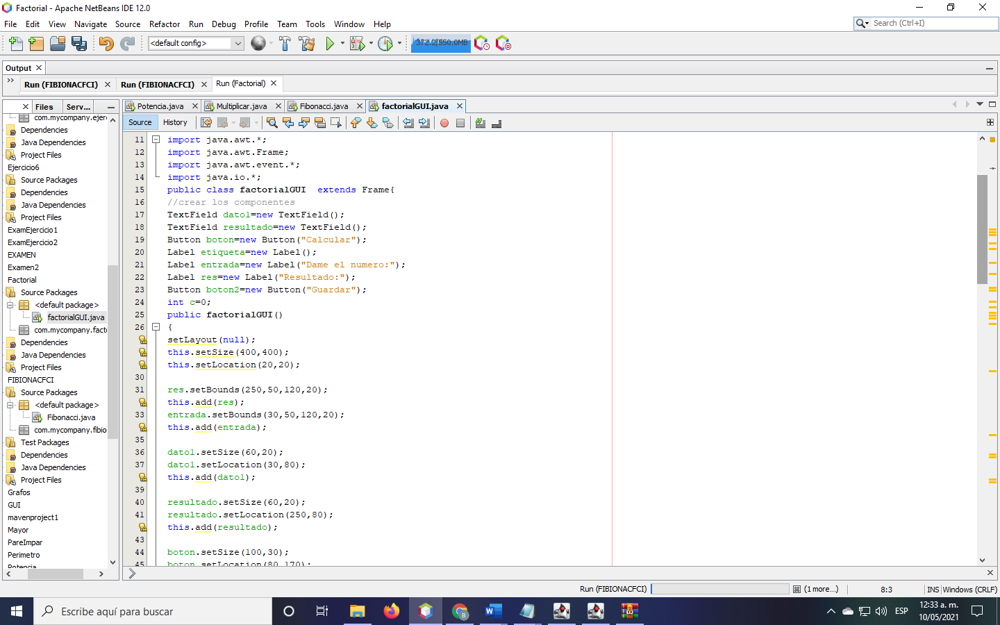 Factorial - Apache NetBeans IDE 12.0
File Edit View Navigate Source Refactor Run Debug Profile Team Tools Window Help
Search (Ctrl+I)
<default config>
372.2/550.0MB
Output
Run (FIBIONACFCI) Run (FIBIONACFCI) Run (Factorial)
Files Serv...
Potencia.java Multiplicar.java Fibonacci.java factorialGUI.java
Source History
com.mycompany.ejer
Dependencies
Java Dependencies
Project Files
Ejercicio6
Source Packages
Dependencies
Java Dependencies
Project Files
ExamEjercicio1
ExamEjercicio2
EXAMEN
Examen2
Factorial
Source Packages
<default package>
factorialGUI.java
com.mycompany.facto
Dependencies
Java Dependencies
Project Files
FIBIONACFCI
Source Packages
<default package>
Fibonacci.java
com.mycompany.fibio
Test Packages
Dependencies
Java Dependencies
Project Files
Grafos
GUI
mavenproject1
Mayor
PareImpar
Perimetro
Potencia
11 import java.awt.*;
12 import java.awt.Frame;
13 import java.awt.event.*;
14 import java.io.*;
15 public class factorialGUI  extends Frame{
16 //crear los componentes
17 TextField dato1=new TextField();
18 TextField resultado=new TextField();
19 Button boton=new Button("Calcular");
20 Label etiqueta=new Label();
21 Label entrada=new Label("Dame el numero:");
22 Label res=new Label("Resultado:");
23 Button boton2=new Button("Guardar");
24 int c=0;
25 public factorialGUI()
26 {
setLayout(null);
this.setSize(400,400);
this.setLocation(20,20);
30
31 res.setBounds(250,50,120,20);
this.add(res);
33 entrada.setBounds(30,50,120,20);
this.add(entrada);
35
36 dato1.setSize(60,20);
37 dato1.setLocation(30,80);
this.add(dato1);
39
40 resultado.setSize(60,20);
41 resultado.setLocation(250,80);
this.add(resultado);
43
44 boton.setSize(100,30);
45 boton.setLocation(80,170);
Run (FIBIONACFCI) (1 more...) 8:3 INS Windows (CRLF)
Escribe aquí para buscar
ESP
12:33 a. m.
10/05/2021